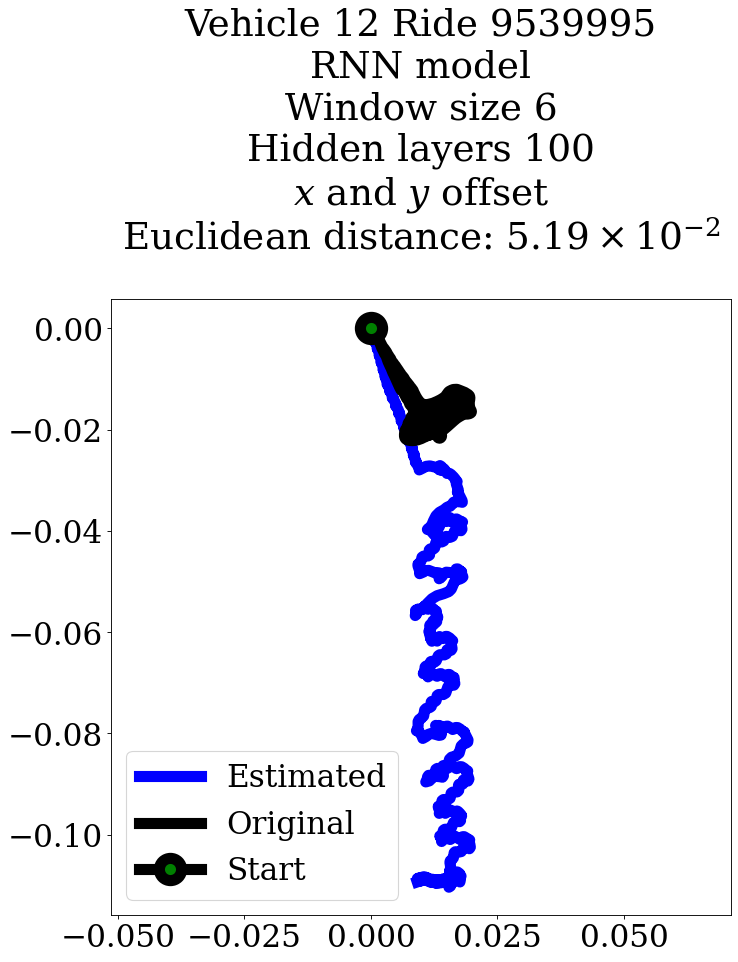 Vehicle 12 Ride 9539995
RNN model
Window size 6
Hidden layers 100
x and y offset
Euclidean distance: 5.19 × 10⁻²
0.00
−0.02
−0.04
−0.06
−0.08
−0.10
Estimated
Original
Start
−0.050 −0.025 0.000 0.025 0.050